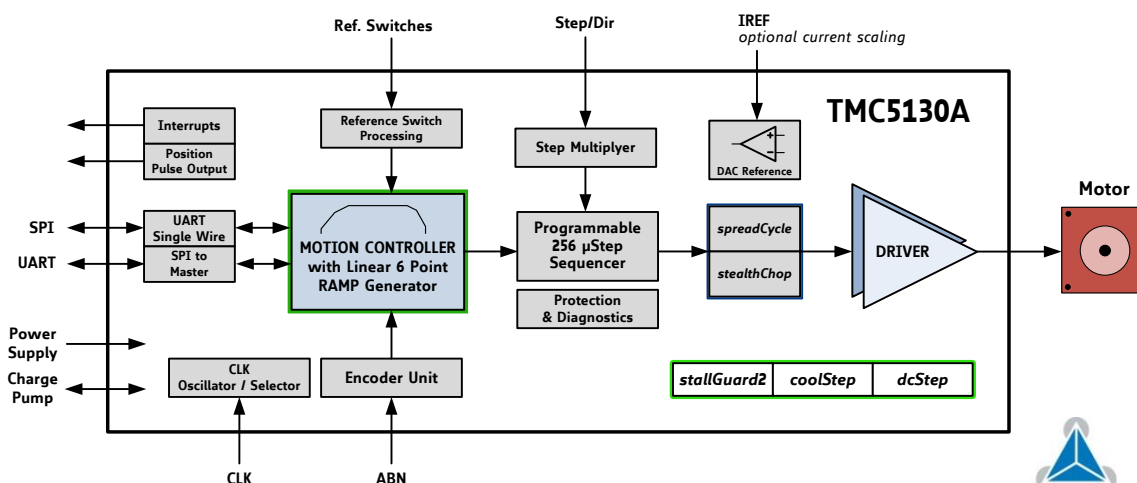 Ref. Switches
Step/Dir
IREF
optional current scaling
TMC5130A
Interrupts
Position
Pulse Output
Reference Switch
Processing
Step Multiplyer
+
-
DAC Reference
Motor
SPI
UART
UART
Single Wire
SPI to
Master
MOTION CONTROLLER
with Linear 6 Point
RAMP Generator
Programmable
256 µStep
Sequencer
spreadCycle
stealthChop
DRIVER
Protection
& Diagnostics
Power
Supply
Charge
Pump
CLK
Oscillator / Selector
Encoder Unit
stallGuard2
coolStep
dcStep
CLK
ABN